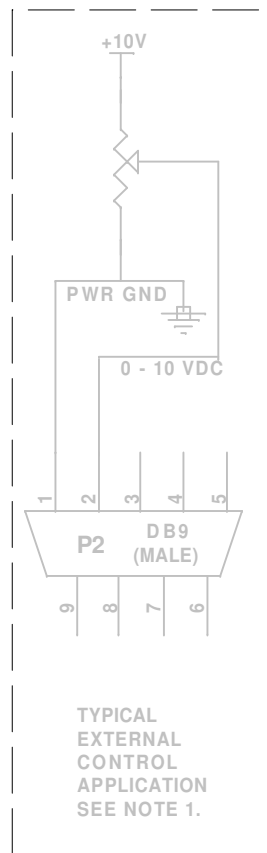 +10V
PWR GND
0 - 10 VDC
1 2 3 4 5
P2 DB9
(MALE)
9 8 7 6
TYPICAL
EXTERNAL
CONTROL
APPLICATION
SEE NOTE 1.